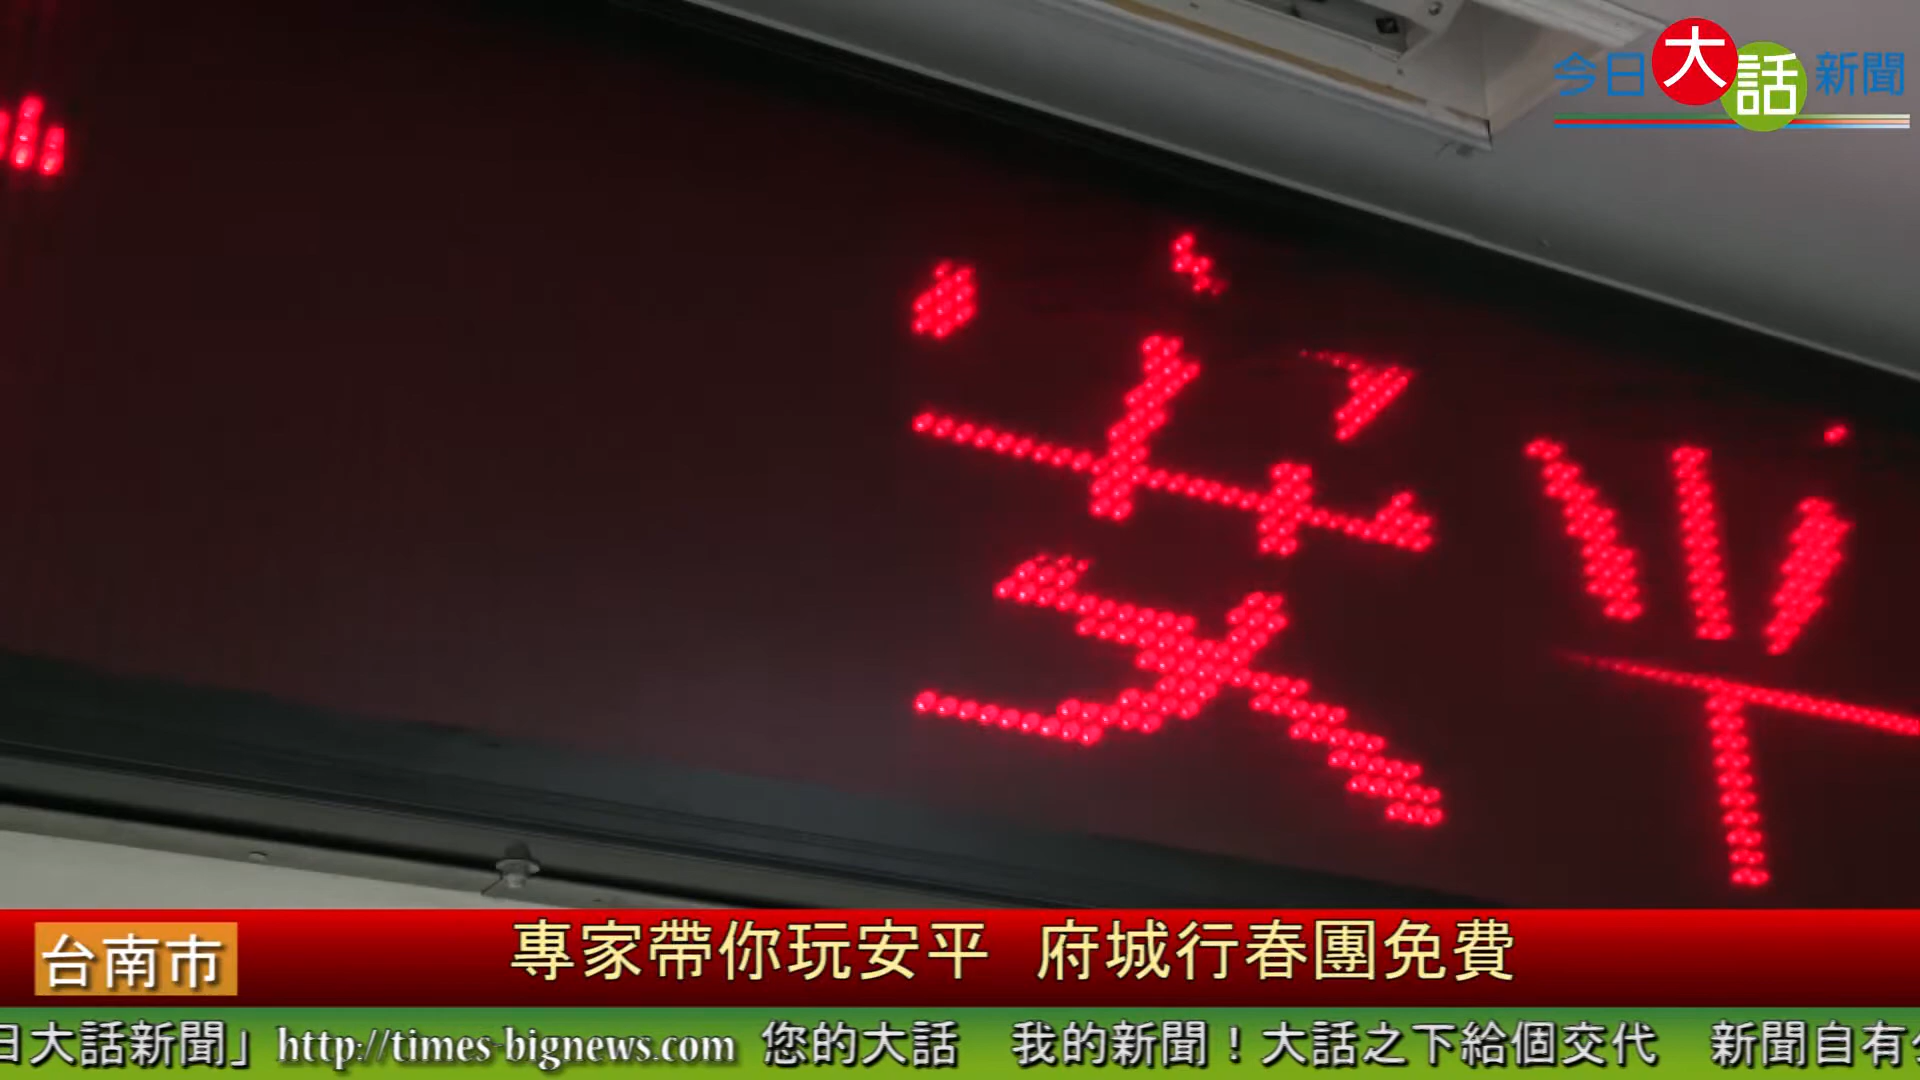 今日大話新聞
安平
台南市
專家帶你玩安平 府城行春團免費
日大話新聞」http://times-bignews.com 您的大話 我的新聞！大話之下給個交代 新聞自有